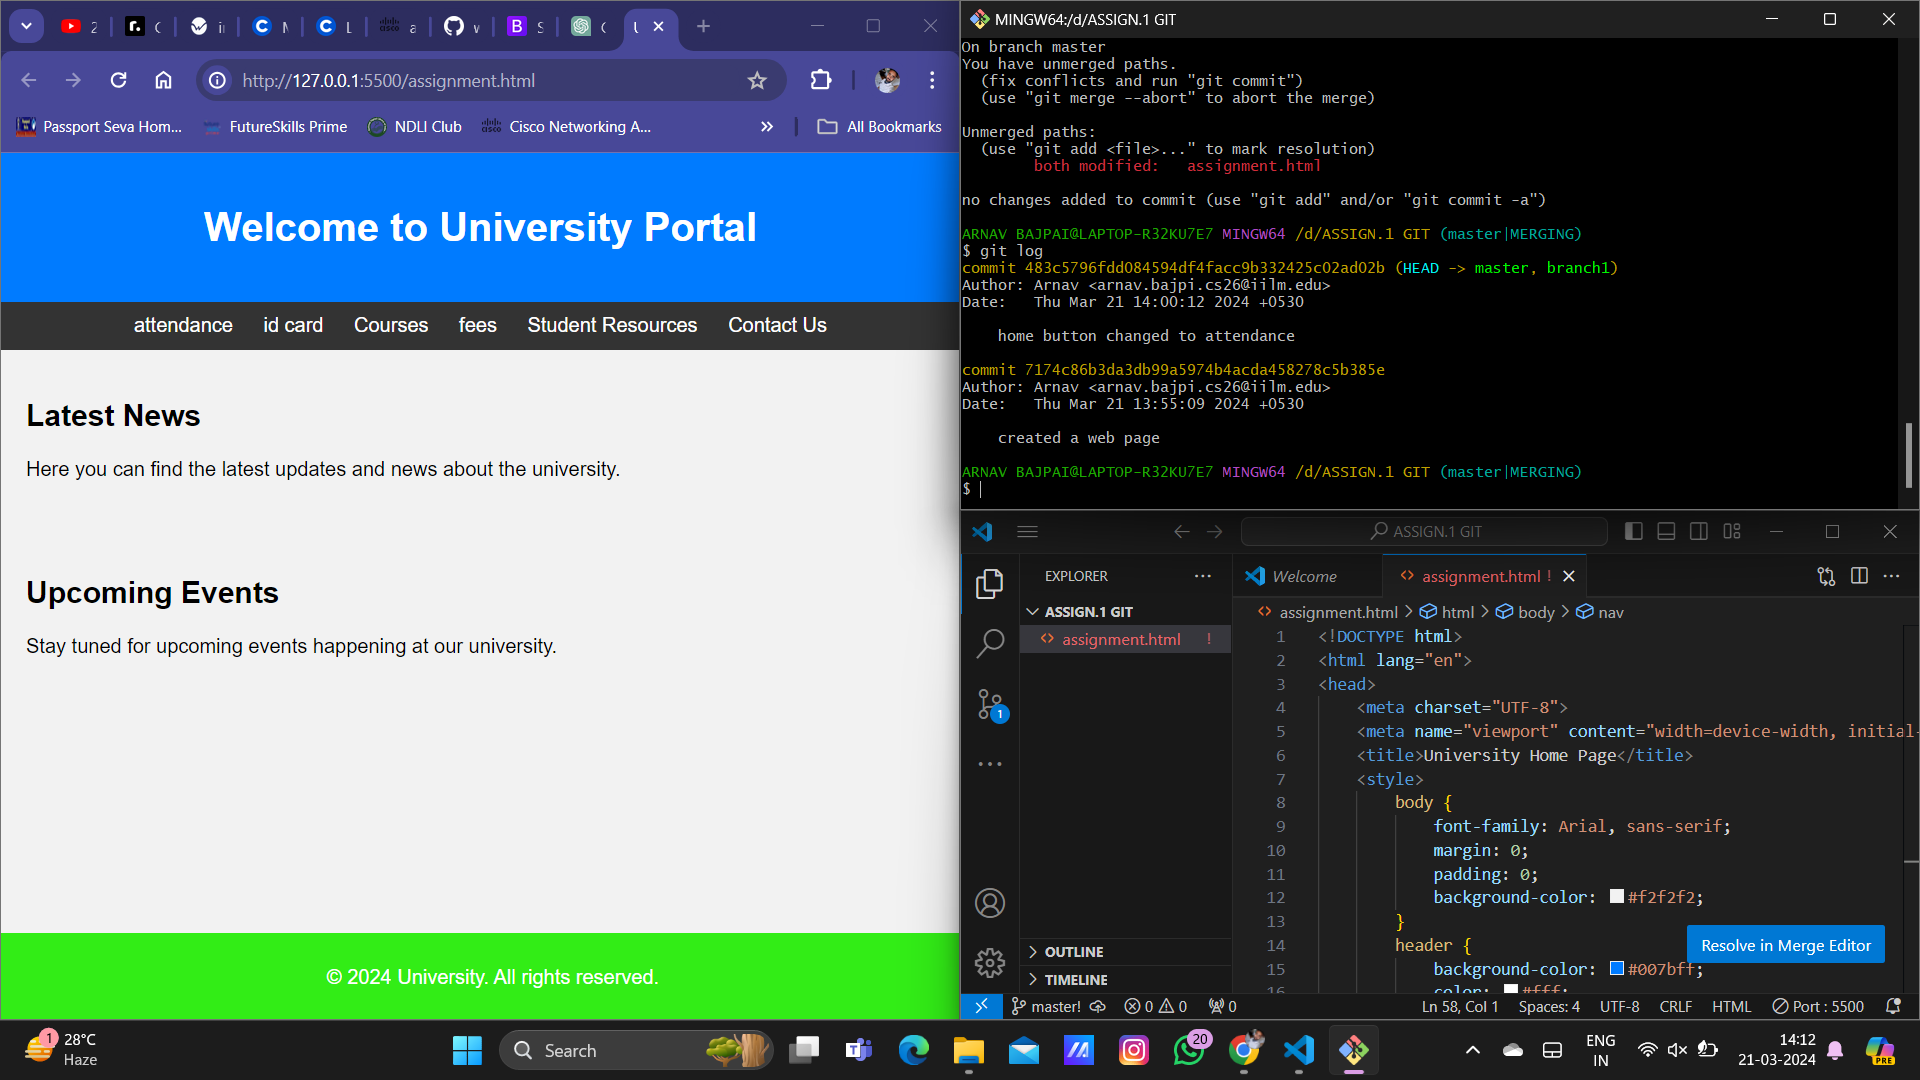 2
C
in
M
L
a
w
S
C
U
http://127.0.0.1:5500/assignment.html
Passport Seva Hom...
FutureSkills Prime
NDLI Club
Cisco Networking A...
All Bookmarks
Welcome to University Portal
attendance id card Courses fees Student Resources Contact Us
Latest News
Here you can find the latest updates and news about the university.
Upcoming Events
Stay tuned for upcoming events happening at our university.
© 2024 University. All rights reserved.
MINGW64:/d/ASSIGN.1 GIT
On branch master
You have unmerged paths.
(fix conflicts and run "git commit")
(use "git merge --abort" to abort the merge)
Unmerged paths:
(use "git add <file>..." to mark resolution)
both modified: assignment.html
no changes added to commit (use "git add" and/or "git commit -a")
ARNAV BAJPAI@LAPTOP-R32KU7E7 MINGW64 /d/ASSIGN.1 GIT (master|MERGING)
$ git log
commit 483c5796fdd084594df4facc9b332425c02ad02b (HEAD -> master, branch1)
Author: Arnav <arnav.bajpi.cs26@iilm.edu>
Date: Thu Mar 21 14:00:12 2024 +0530
home button changed to attendance
commit 7174c86b3da3db99a5974b4acda458278c5b385e
Author: Arnav <arnav.bajpi.cs26@iilm.edu>
Date: Thu Mar 21 13:55:09 2024 +0530
created a web page
ARNAV BAJPAI@LAPTOP-R32KU7E7 MINGW64 /d/ASSIGN.1 GIT (master|MERGING)
$
ASSIGN.1 GIT
EXPLORER
ASSIGN.1 GIT
assignment.html !
1
OUTLINE
TIMELINE
Welcome
assignment.html !
assignment.html > html > body > nav
1 <!DOCTYPE html>
2 <html lang="en">
3 <head>
4 <meta charset="UTF-8">
5 <meta name="viewport" content="width=device-width, initial-
6 <title>University Home Page</title>
7 <style>
8 body {
9 font-family: Arial, sans-serif;
10 margin: 0;
11 padding: 0;
12 background-color: #f2f2f2;
13 }
14 header {
15 background-color: #007bff;
16 color: #fff;
Resolve in Merge Editor
master! 0 0 0
Ln 58, Col 1 Spaces: 4 UTF-8 CRLF HTML Port : 5500
1
28°C
Haze
Search
20
ENG
IN
14:12
21-03-2024
PRE